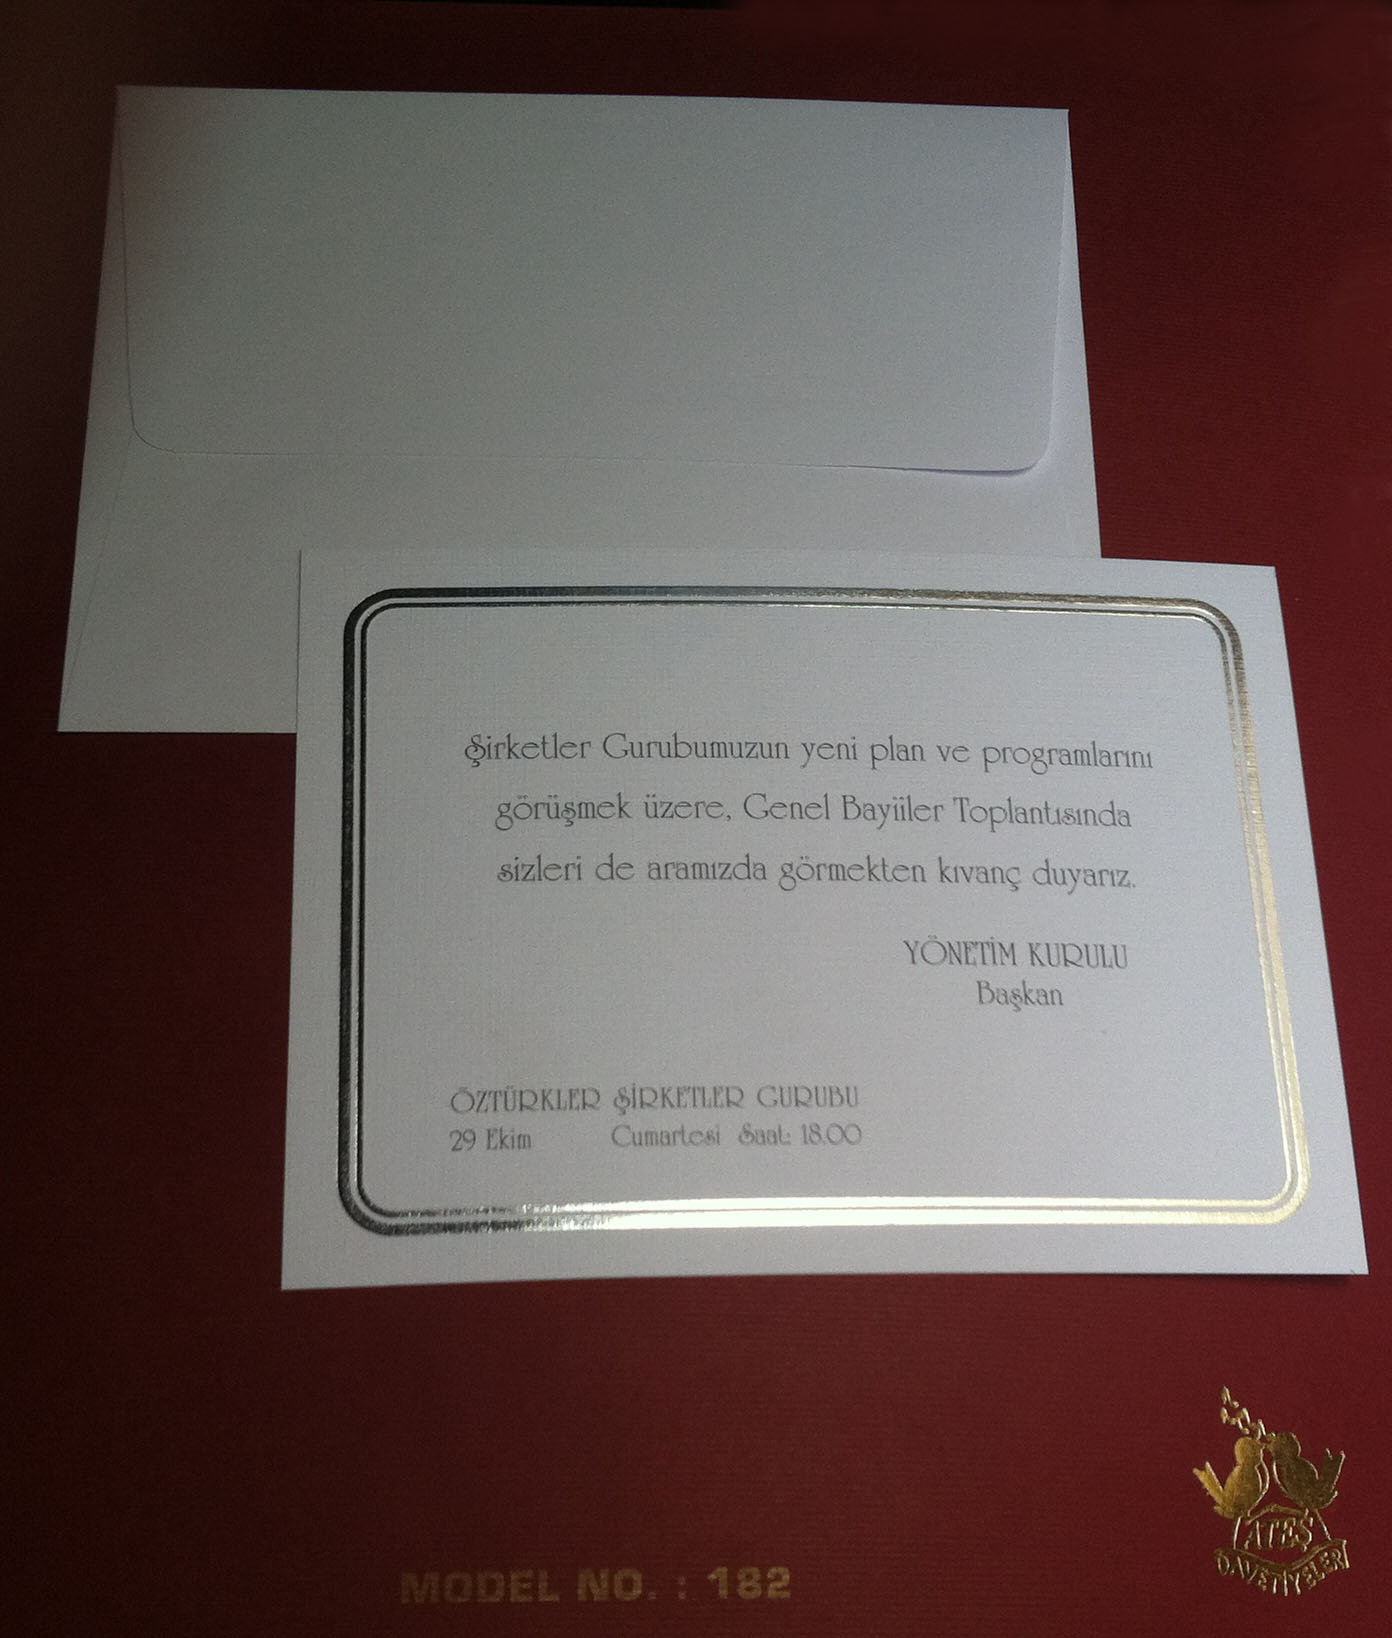 Şirketler Gurubumuzun yeni plan ve programlarını
görüşmek üzere, Genel Bayiiler Toplantısında
sizleri de aramızda görmekten kıvanç duyarız.
YÖNETİM KURULU
Başkan
ÖZTÜRKLER ŞİRKETLER GURUBU
29 Ekim Cumartesi Saat: 18.00
ATEŞ
DAVETİYELER
MODEL NO. : 182